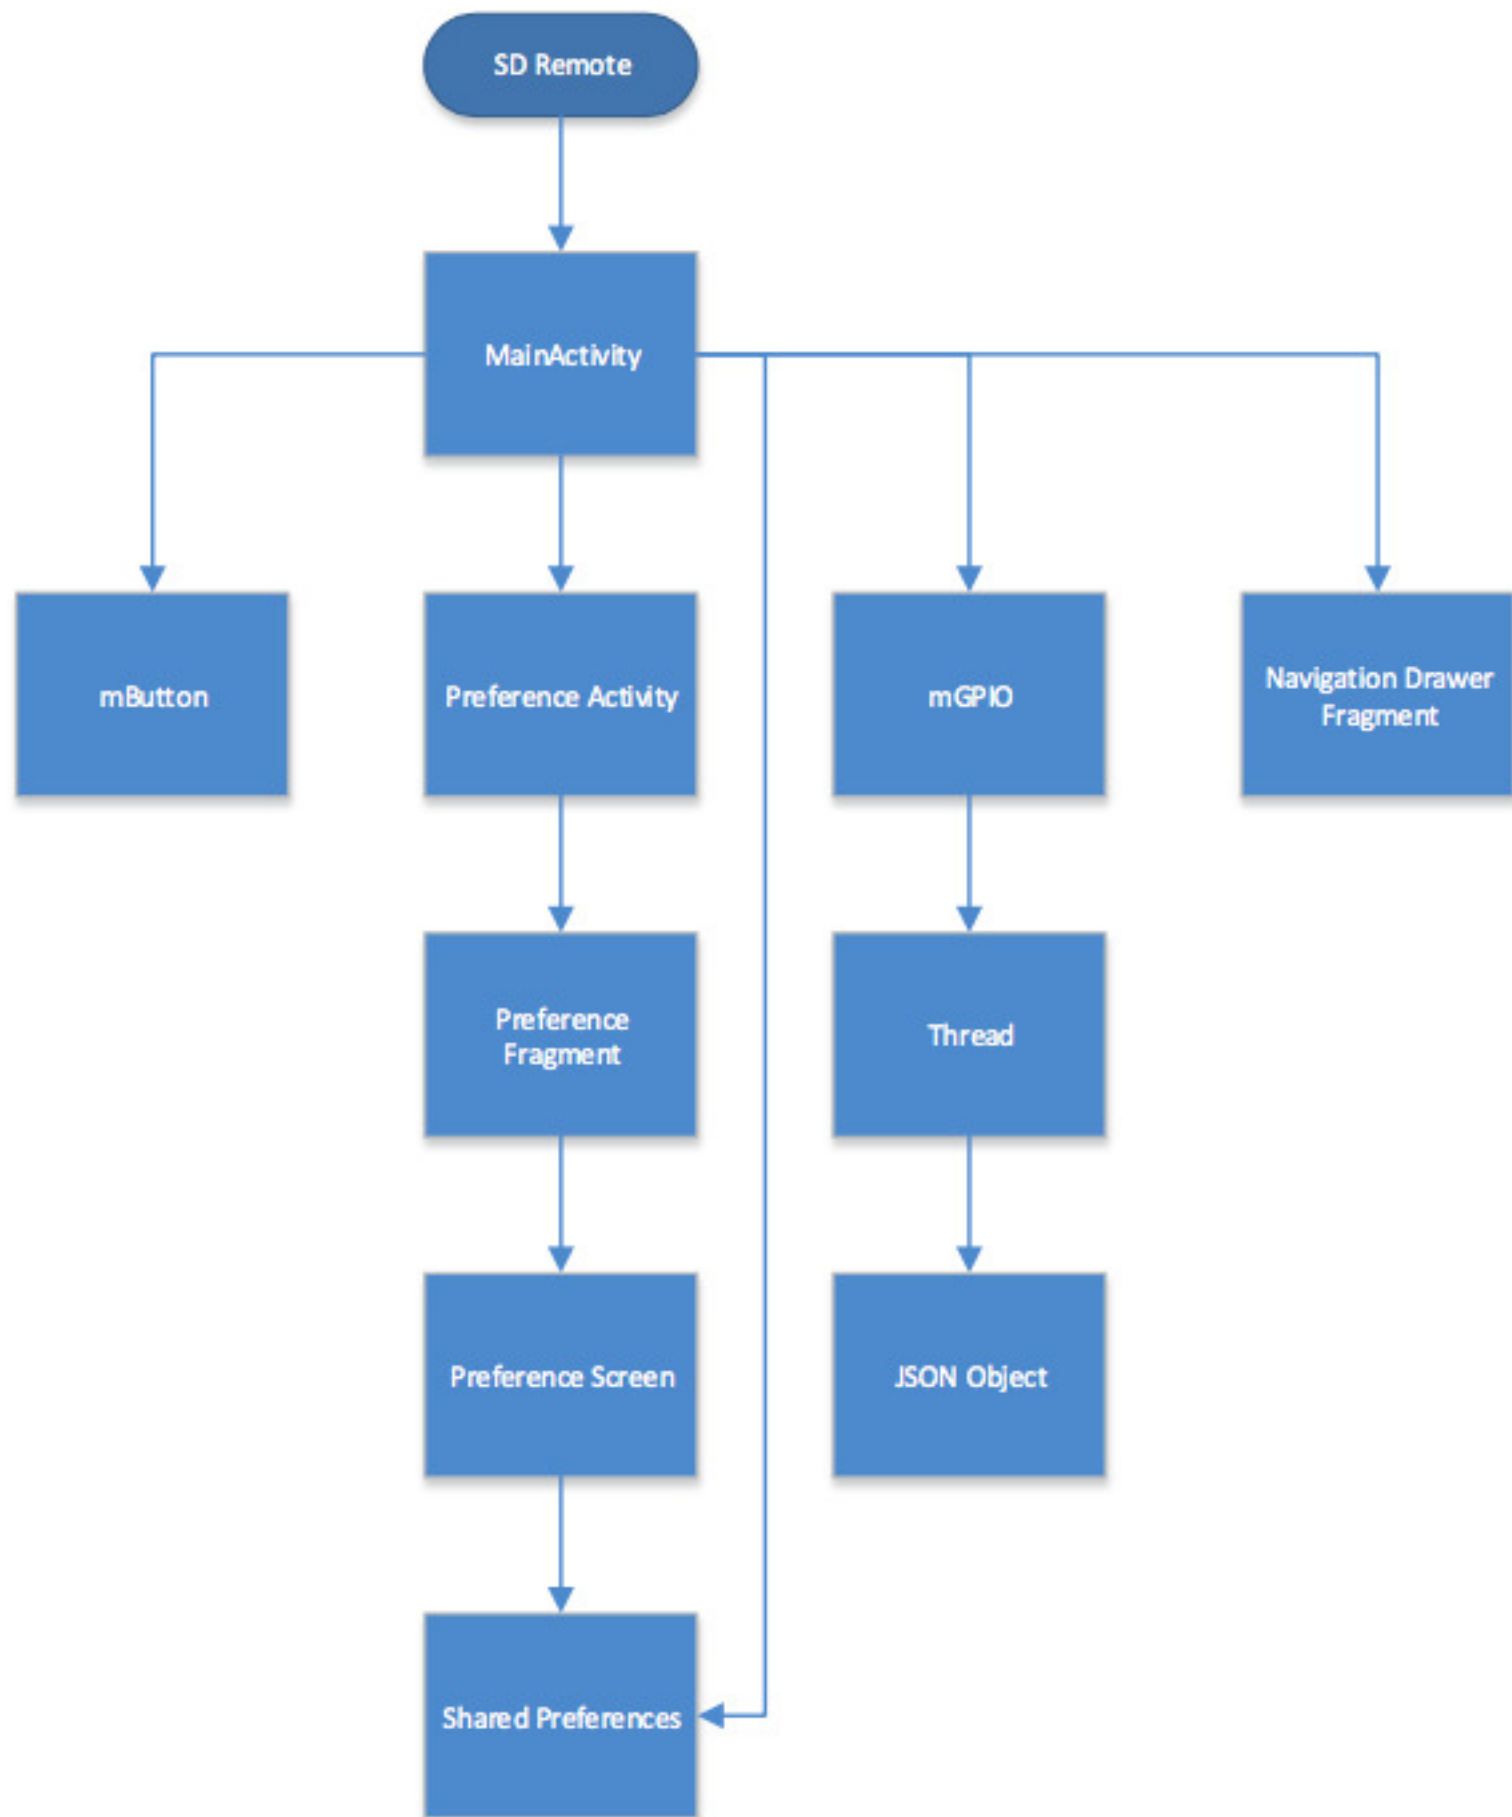 SD Remote
MainActivity
mButton
Preference Activity
mGPIO
Navigation Drawer
Fragment
Preference
Fragment
Thread
Preference Screen
JSON Object
Shared Preferences